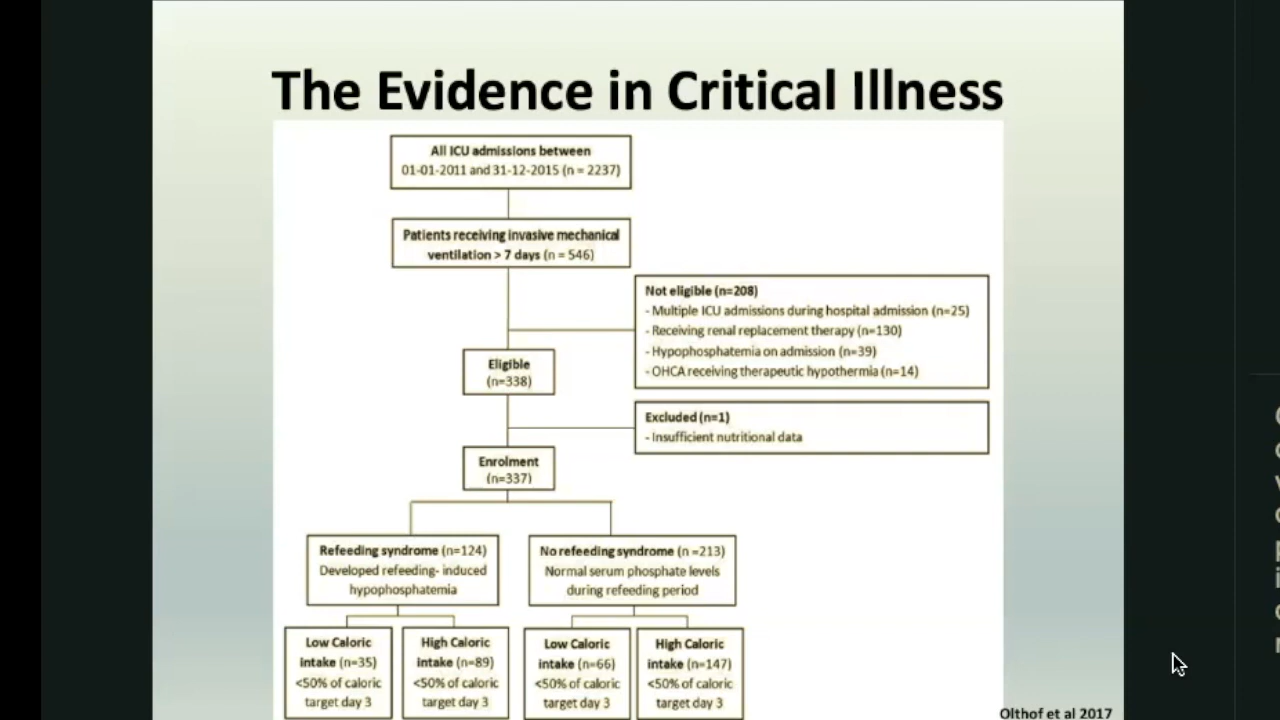 The Evidence in Critical Illness
All ICU admissions between
01-01-2011 and 31-12-2015 (n = 2237)
Patients receiving invasive mechanical
ventilation > 7 days (n = 546)
Not eligible (n=208)
- Multiple ICU admissions during hospital admission (n=25)
- Receiving renal replacement therapy (n=130)
- Hypophosphatemia on admission (n=39)
- OHCA receiving therapeutic hypothermia (n=14)
Eligible
(n=338)
Excluded (n=1)
- Insufficient nutritional data
Enrolment
(n=337)
Refeeding syndrome (n=124)
Developed refeeding- induced
hypophosphatemia
No refeeding syndrome (n =213)
Normal serum phosphate levels
during refeeding period
Low Caloric
intake (n=35)
<50% of caloric
target day 3
High Caloric
intake (n=89)
<50% of caloric
target day 3
Low Caloric
intake (n=66)
<50% of caloric
target day 3
High Caloric
intake (n=147)
<50% of caloric
target day 3
Olthof et al 2017